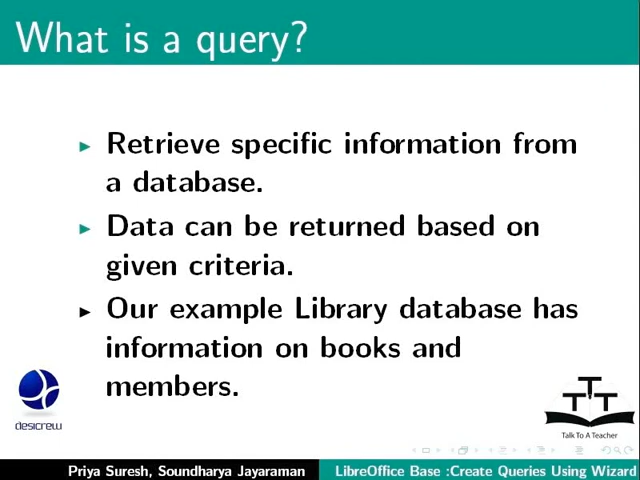 What is a query?
Retrieve specific information from
a database.
Data can be returned based on
given criteria.
Our example Library database has
information on books and
members.
desicrew
TTT
Talk To A Teacher
Priya Suresh, Soundharya Jayaraman
LibreOffice Base :Create Queries Using Wizard